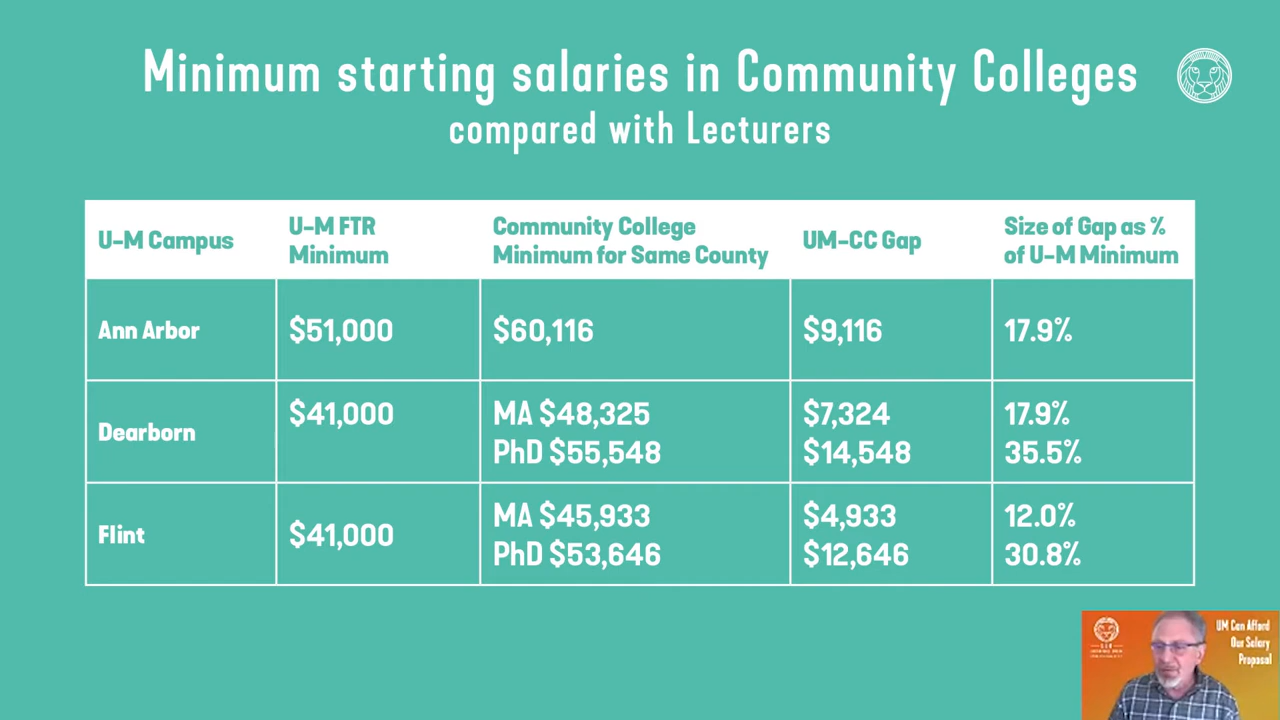 Minimum starting salaries in Community Colleges
compared with Lecturers
U-M Campus
U-M FTR
Minimum
Community College
Minimum for Same County
UM-CC Gap
Size of Gap as %
of U-M Minimum
Ann Arbor
$51,000
$60,116
$9,116
17.9%
Dearborn
$41,000
MA $48,325
PhD $55,548
$7,324
$14,548
17.9%
35.5%
Flint
$41,000
MA $45,933
PhD $53,646
$4,933
$12,646
12.0%
30.8%
UM Can Afford
Our Salary
Proposal